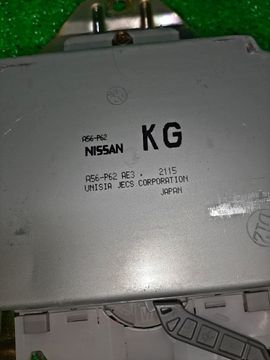 A56-P62
NISSAN KG
A56-P62 AE3 . 2115
UNISIA JECS CORPORATION
JAPAN